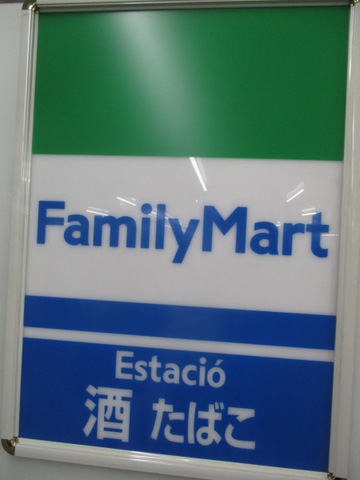 FamilyMart
Estació
酒 たばこ